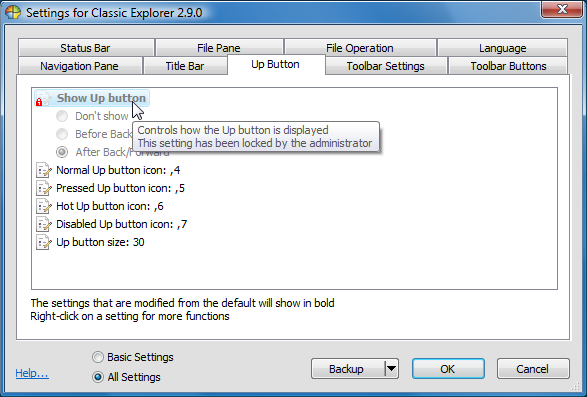 Settings for Classic Explorer 2.9.0
Status Bar
File Pane
File Operation
Language
Navigation Pane
Title Bar
Up Button
Toolbar Settings
Toolbar Buttons
Show Up button
Don't show
Before Back
After Back/Forward
Controls how the Up button is displayed
This setting has been locked by the administrator
Normal Up button icon: ,4
Pressed Up button icon: ,5
Hot Up button icon: ,6
Disabled Up button icon: ,7
Up button size: 30
The settings that are modified from the default will show in bold
Right-click on a setting for more functions
Help...
Basic Settings
All Settings
Backup
OK
Cancel